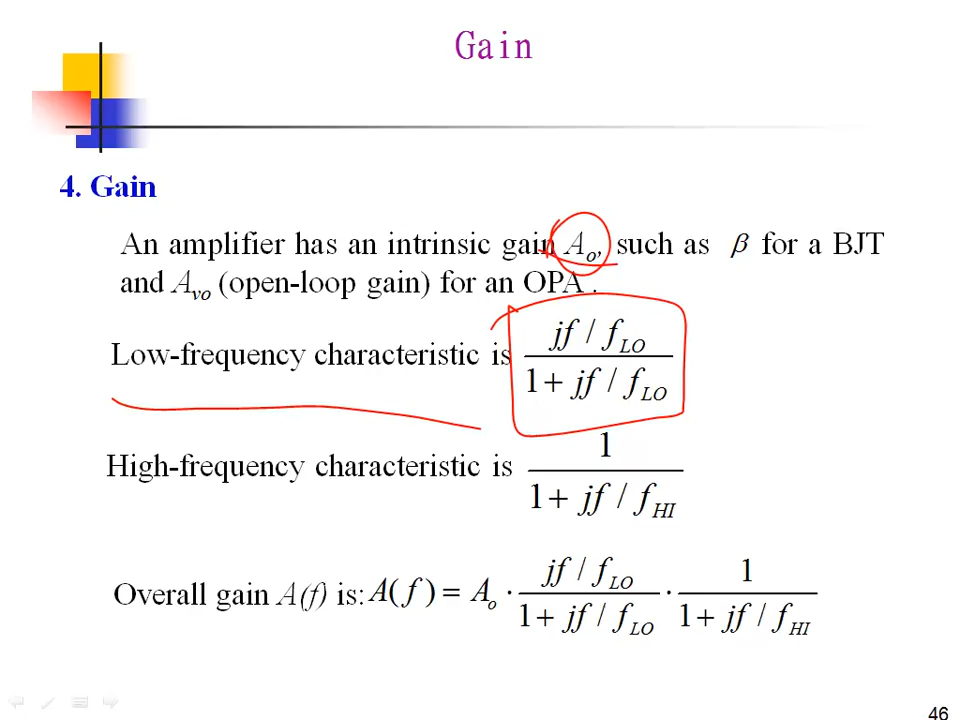 Gain
4. Gain
An amplifier has an intrinsic gain A_o, such as β for a BJT
and A_vo (open-loop gain) for an OPA .
Low-frequency characteristic is (jf / f_LO) / (1 + jf / f_LO)
High-frequency characteristic is 1 / (1 + jf / f_HI)
Overall gain A(f) is: A(f) = A_o · (jf / f_LO) / (1 + jf / f_LO) · 1 / (1 + jf / f_HI)
46